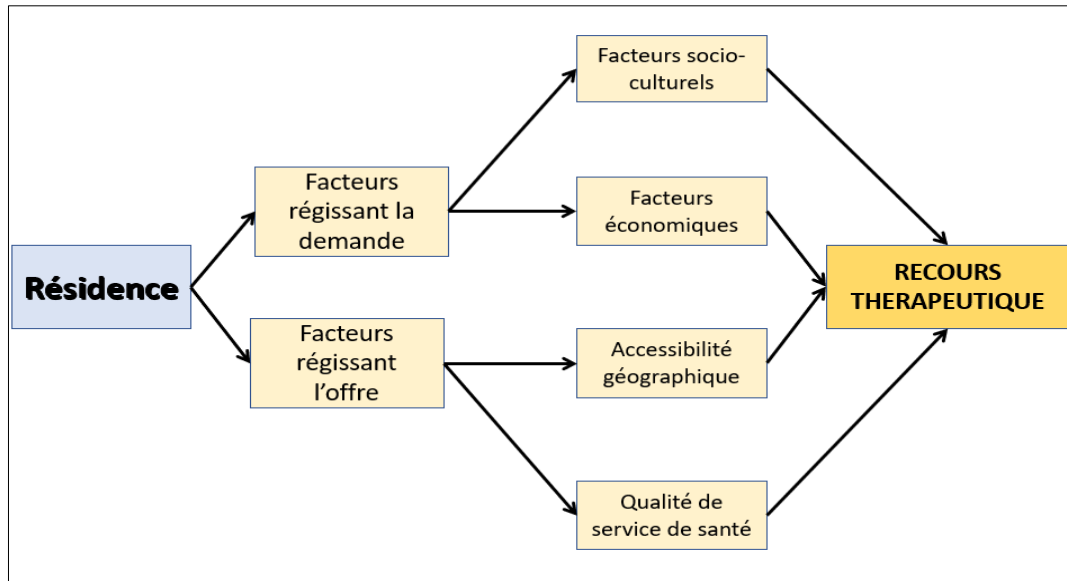 Résidence
Facteurs
régissant la
demande
Facteurs
régissant
l'offre
Facteurs socio-
culturels
Facteurs
économiques
Accessibilité
géographique
Qualité de
service de santé
RECOURS
THERAPEUTIQUE